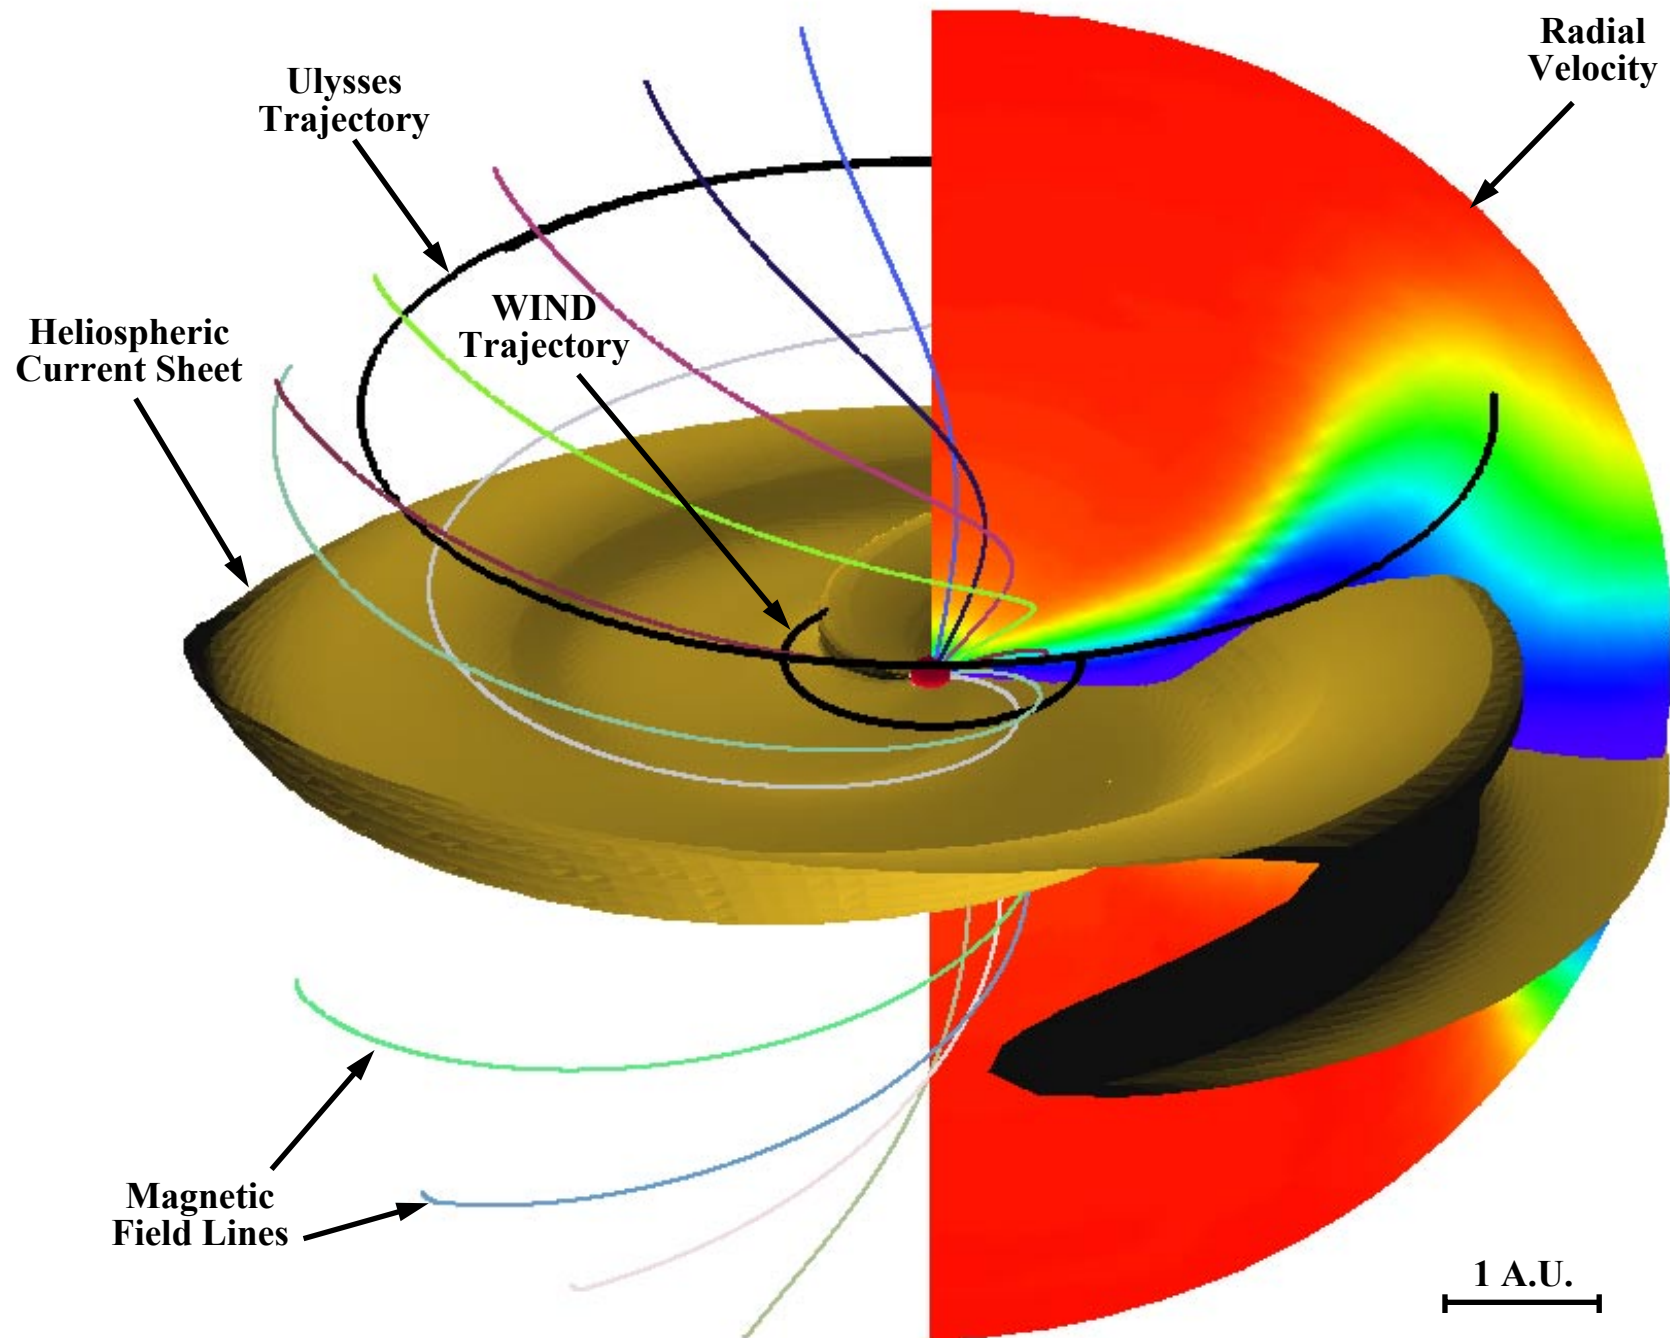 Radial
Velocity
Ulysses
Trajectory
WIND
Trajectory
Heliospheric
Current Sheet
Magnetic
Field Lines
1 A.U.